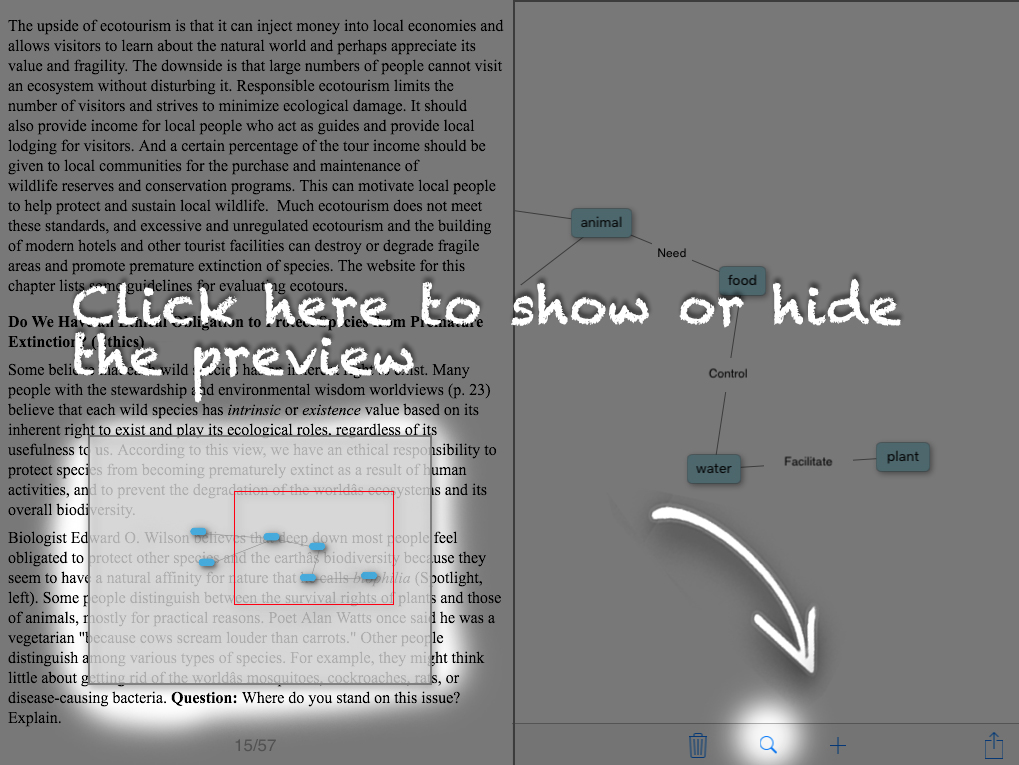 The upside of ecotourism is that it can inject money into local economies and
allows visitors to learn about the natural world and perhaps appreciate its
value and fragility. The downside is that large numbers of people cannot visit
an ecosystem without disturbing it. Responsible ecotourism limits the
number of visitors and strives to minimize ecological damage. It should
also provide income for local people who act as guides and provide local
lodging for visitors. And a certain percentage of the tour income should be
given to local communities for the purchase and maintenance of
wildlife reserves and conservation programs. This can motivate local people
to help protect and sustain local wildlife. Much ecotourism does not meet
these standards, and excessive and unregulated ecotourism and the building
of modern hotels and other tourist facilities can destroy or degrade fragile
areas and promote premature extinction of species. The website for this
chapter lists some guidelines for evaluating ecotours.
Do We Have an Ethical Obligation to Protect Species from Premature
Extinction? (Ethics)
Some believe that each wild species has an inherent right to exist. Many
people with the stewardship and environmental wisdom worldviews (p. 23)
believe that each wild species has intrinsic or existence value based on its
inherent right to exist and play its ecological roles, regardless of its
usefulness to us. According to this view, we have an ethical responsibility to
protect species from becoming prematurely extinct as a result of human
activities, and to prevent the degradation of the worldâs ecosystems and its
overall biodiversity.
Biologist Edward O. Wilson believes that deep down most people feel
obligated to protect other species and the earthâs biodiversity because they
seem to have a natural affinity for nature that he calls biophilia (Spotlight,
left). Some people distinguish between the survival rights of plants and those
of animals, mostly for practical reasons. Poet Alan Watts once said he was a
vegetarian "because cows scream louder than carrots." Other people
distinguish among various types of species. For example, they might think
little about getting rid of the worldâs mosquitoes, cockroaches, rats, or
disease-causing bacteria. Question: Where do you stand on this issue?
Explain.
15/57
Click here to show or hide
the preview
animal
Need
food
Control
water
Facilitate
plant